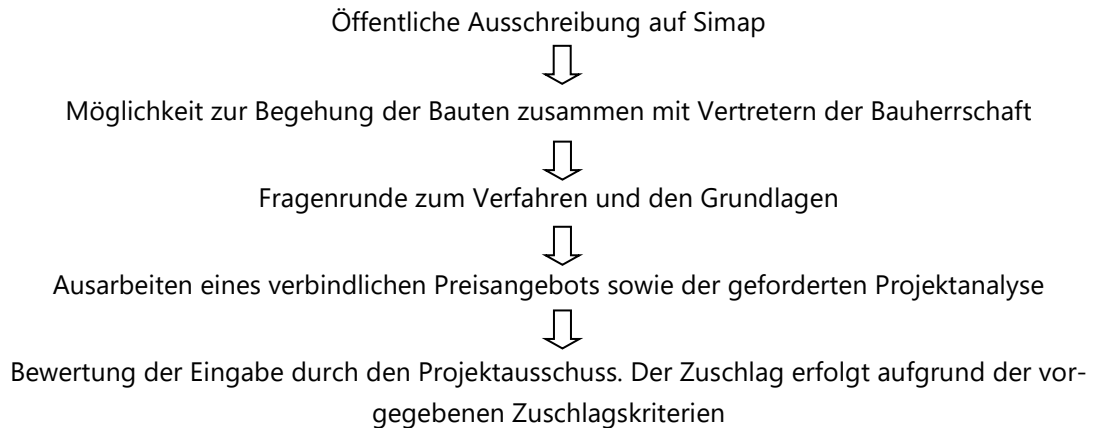 Öffentliche Ausschreibung auf Simap
Möglichkeit zur Begehung der Bauten zusammen mit Vertretern der Bauherrschaft
Fragenrunde zum Verfahren und den Grundlagen
Ausarbeiten eines verbindlichen Preisangebots sowie der geforderten Projektanalyse
Bewertung der Eingabe durch den Projektausschuss. Der Zuschlag erfolgt aufgrund der vor-
gegebenen Zuschlagskriterien